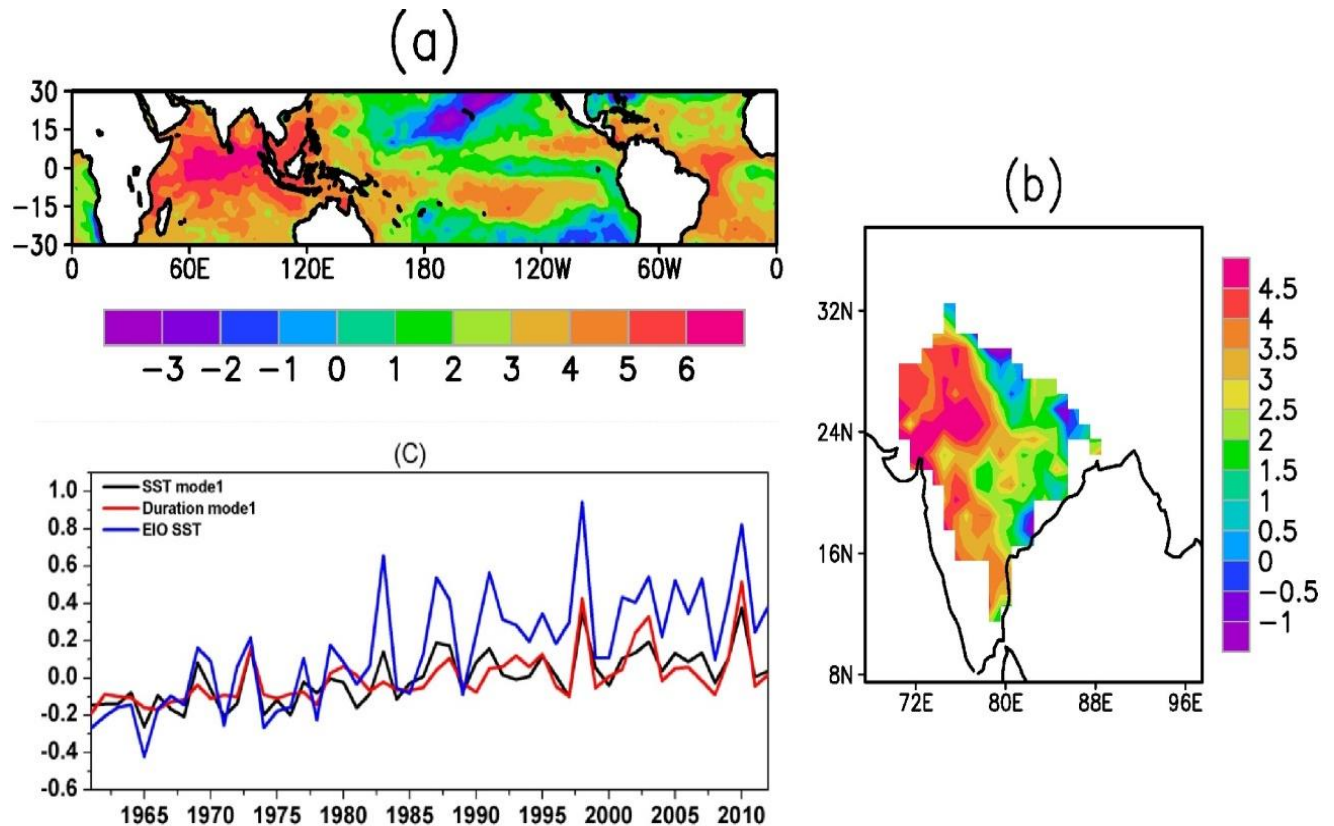 (a)
30
15
0
−15
−30
0 60E 120E 180 120W 60W 0
−3 −2 −1 0 1 2 3 4 5 6
(b)
32N
24N
16N
8N
72E 80E 88E 96E
4.5
4
3.5
3
2.5
2
1.5
1
0.5
0
−0.5
−1
(C)
SST mode1
Duration mode1
EIO SST
1.0
0.8
0.6
0.4
0.2
0.0
-0.2
-0.4
-0.6
1965 1970 1975 1980 1985 1990 1995 2000 2005 2010